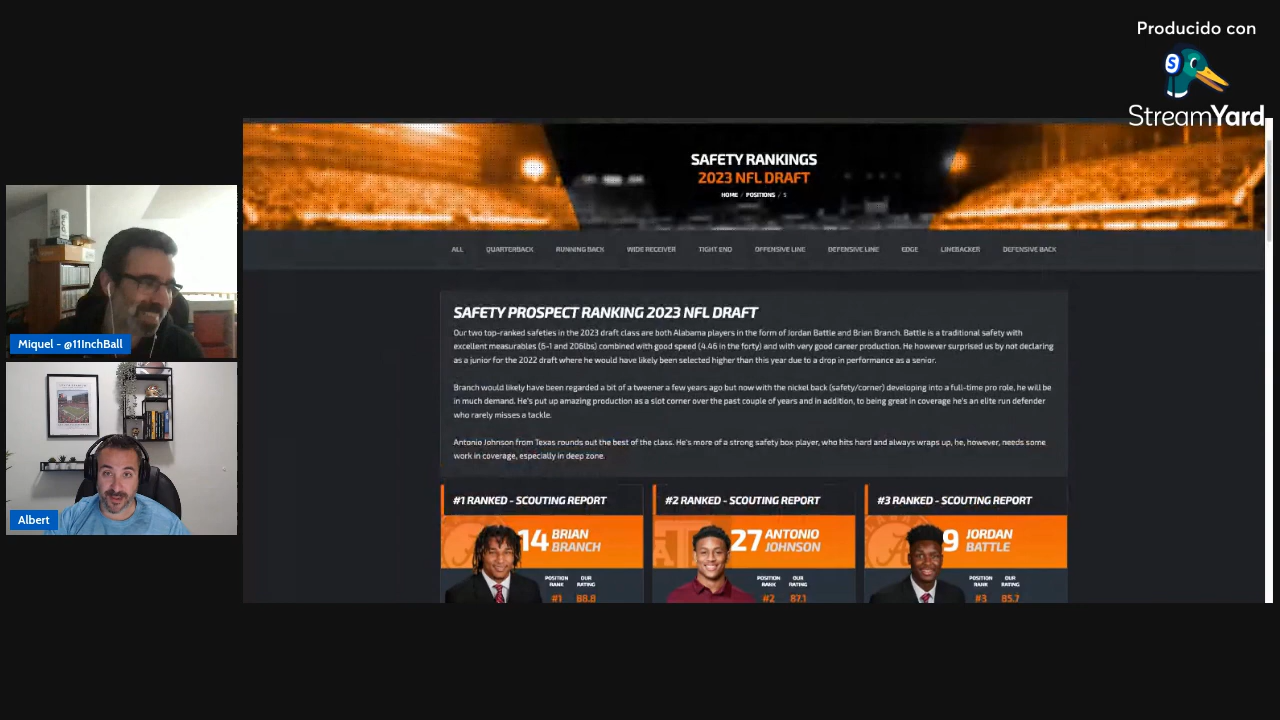 Producido con
StreamYard
SAFETY RANKINGS
2023 NFL DRAFT
HOME / POSITIONS / S
ALL QUARTERBACK RUNNING BACK WIDE RECEIVER TIGHT END OFFENSIVE LINE DEFENSIVE LINE EDGE LINEBACKER DEFENSIVE BACK
SAFETY PROSPECT RANKING 2023 NFL DRAFT
Our two top-ranked safeties in the 2023 draft class are both Alabama players in the form of Jordan Battle and Brian Branch. Battle is a traditional safety with
excellent measurables (6-1 and 206lbs) combined with good speed (4.46 in the forty) and with very good career production. He however surprised us by not declaring
as a junior for the 2022 draft where he would have likely been selected higher than this year due to a drop in performance as a senior.
Branch would likely have been regarded a bit of a tweener a few years ago but now with the nickel back (safety/corner) developing into a full-time pro role, he will be
in much demand. He's put up amazing production as a slot corner over the past couple of years and in addition, to being great in coverage he's an elite run defender
who rarely misses a tackle.
Antonio Johnson from Texas rounds out the best of the class. He's more of a strong safety box player, who hits hard and always wraps up, he, however, needs some
work in coverage, especially in deep zone.
#1 RANKED - SCOUTING REPORT #2 RANKED - SCOUTING REPORT #3 RANKED - SCOUTING REPORT
14 BRIAN BRANCH
POSITION RANK OUR RATING
#1 88.8
27 ANTONIO JOHNSON
POSITION RANK OUR RATING
#2 87.1
9 JORDAN BATTLE
POSITION RANK OUR RATING
#3 85.7
Miquel - @11InchBall
Albert